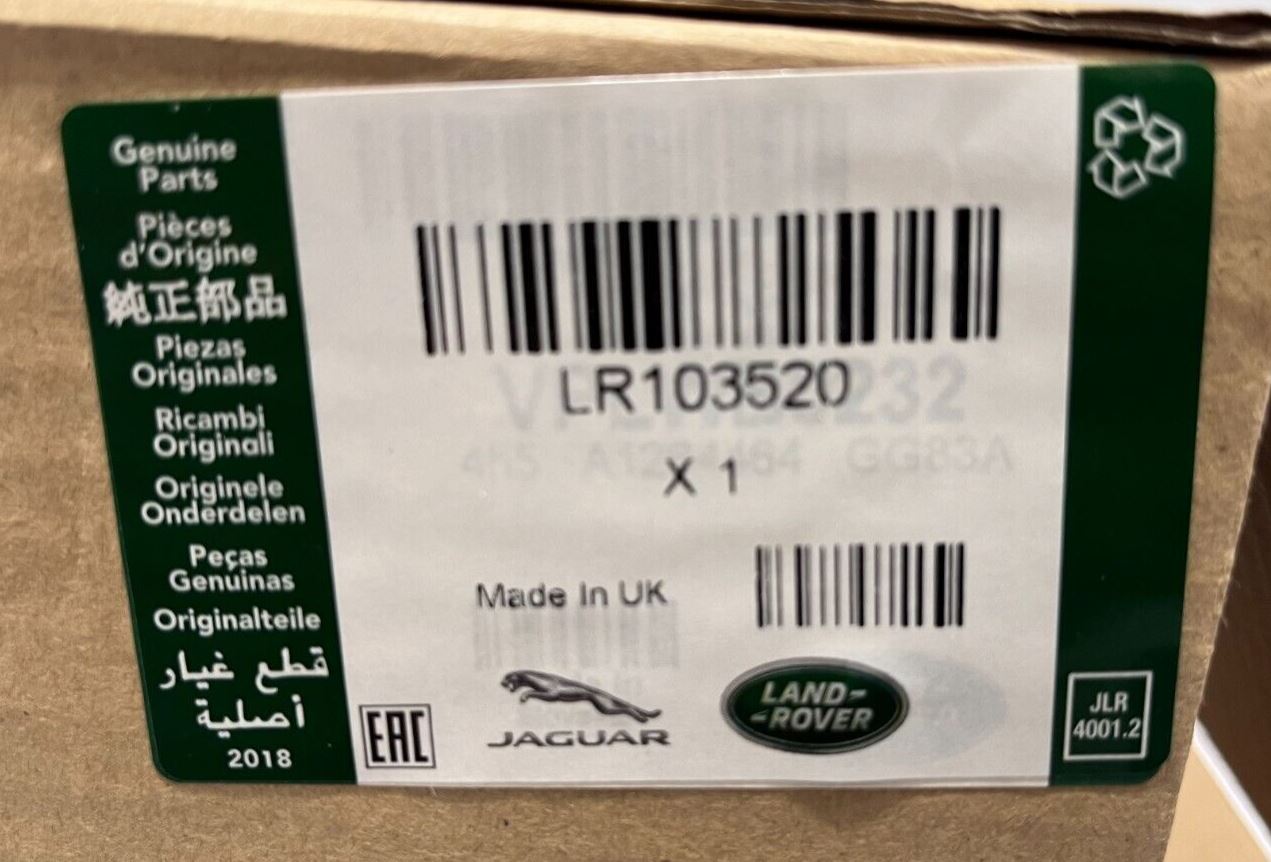 Genuine
Parts
Pièces
d'Origine
純正部品
Piezas
Originales
Ricambi
Originali
Originele
Onderdelen
Peças
Genuinas
Originalteile
قطع غيار
أصلية
2018
LR103520
X 1
Made In UK
EAC
JAGUAR
LAND-
-ROVER
JLR
4001.2